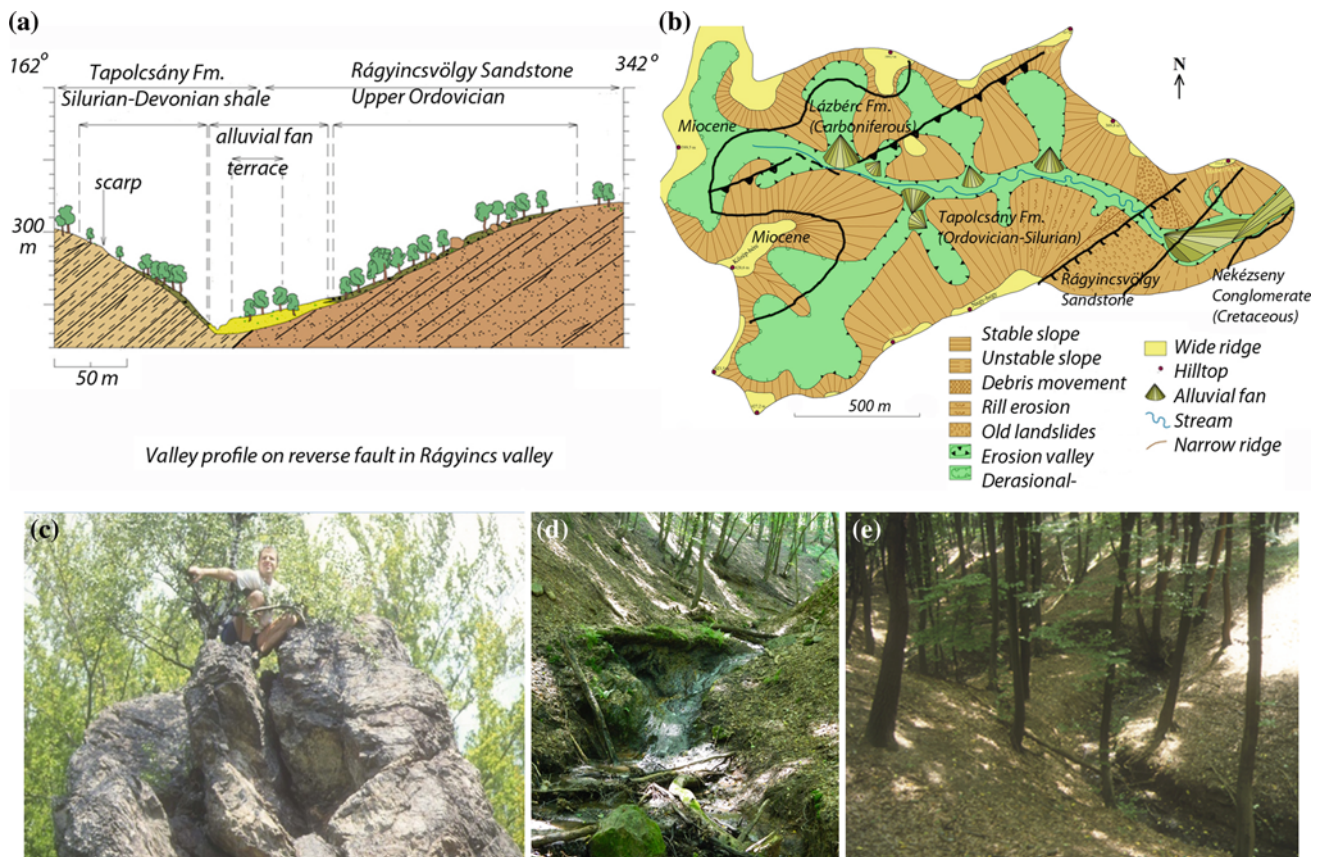 (a)
162°
342°
Tapolcsány Fm.
Silurian-Devonian shale
Rágyincsvölgy Sandstone
Upper Ordovician
alluvial fan
terrace
scarp
300
m
50 m
Valley profile on reverse fault in Rágyincs valley
(b)
N
Miocene
Lázbérc Fm.
(Carboniferous)
Miocene
Tapolcsány Fm.
(Ordovician-Silurian)
Rágyincsvölgy
Sandstone
Nekézseny
Conglomerate
(Cretaceous)
500 m
Stable slope
Unstable slope
Debris movement
Rill erosion
Old landslides
Erosion valley
Derasional-
Wide ridge
Hilltop
Alluvial fan
Stream
Narrow ridge
(c)
(d)
(e)